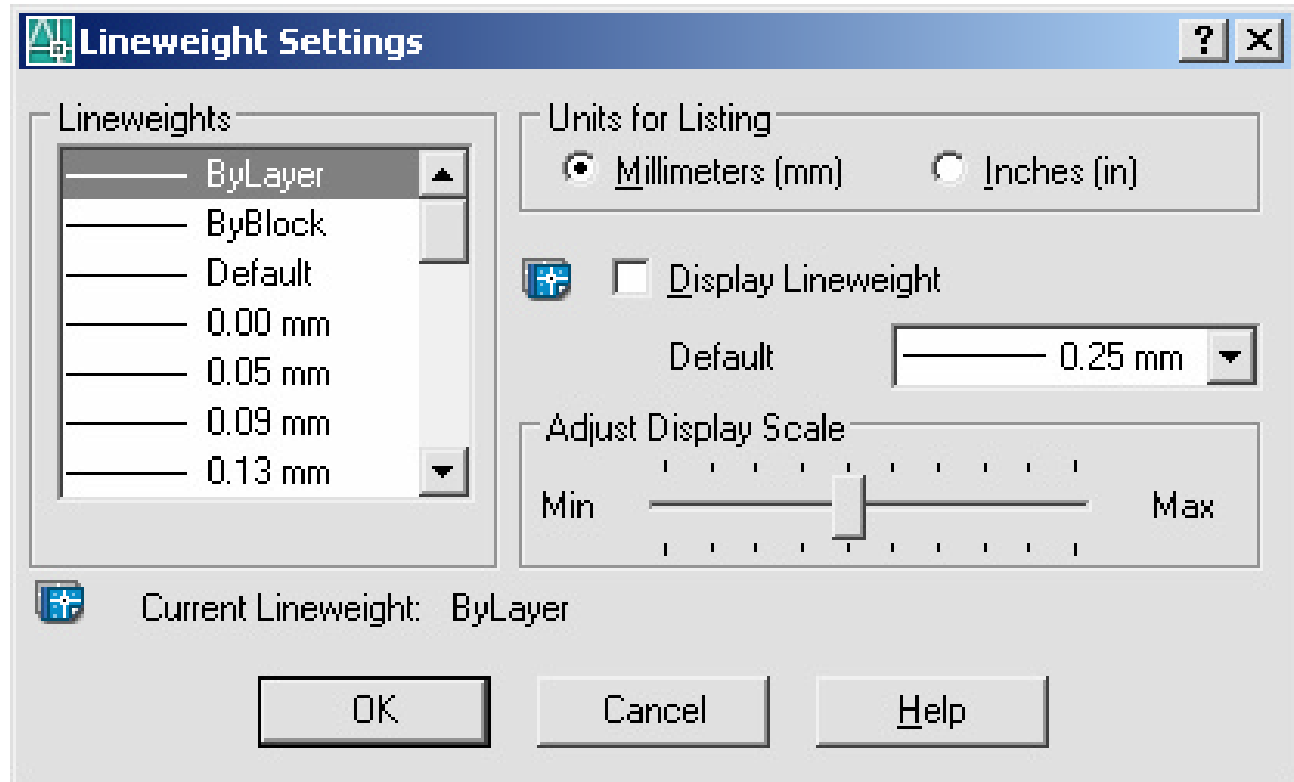 Lineweight Settings
Lineweights
ByLayer
ByBlock
Default
0.00 mm
0.05 mm
0.09 mm
0.13 mm
Units for Listing
Millimeters (mm) Inches (in)
Display Lineweight
Default 0.25 mm
Adjust Display Scale
Min Max
Current Lineweight: ByLayer
OK Cancel Help